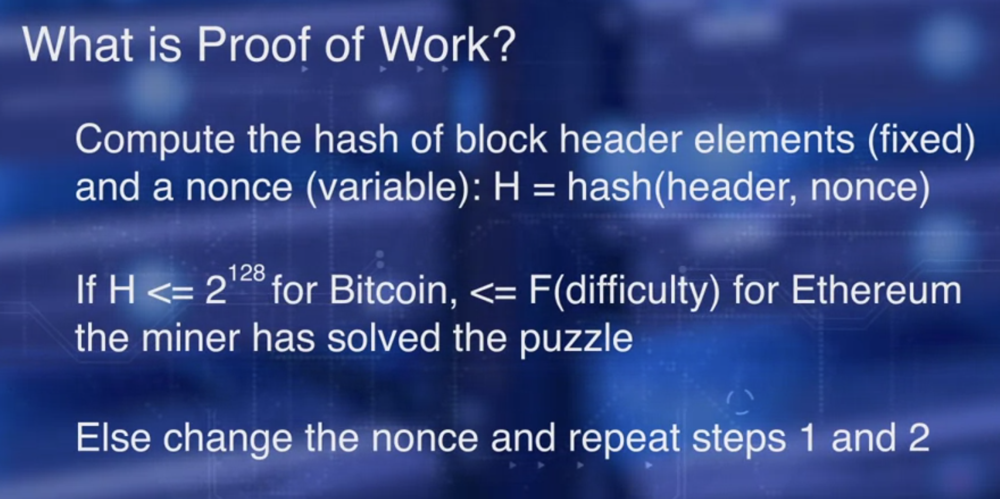 What is Proof of Work?
Compute the hash of block header elements (fixed)
and a nonce (variable): H = hash(header, nonce)
If H <= 2^128 for Bitcoin, <= F(difficulty) for Ethereum
the miner has solved the puzzle
Else change the nonce and repeat steps 1 and 2